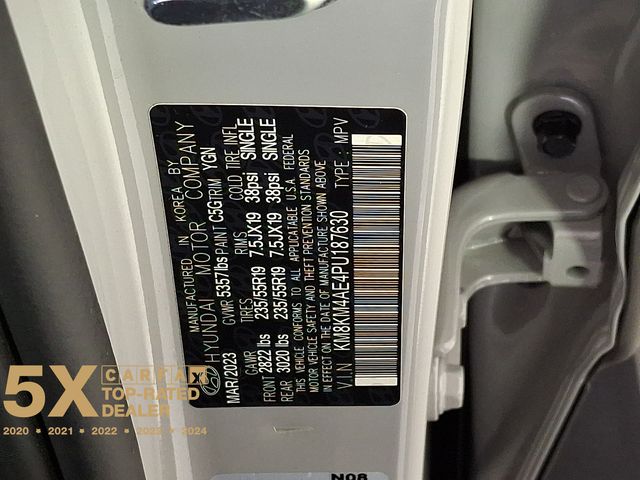 MANUFACTURED IN KOREA BY
HYUNDAI MOTOR COMPANY
MAR/2023 GVWR 5357lbs PAINT C5G TRIM YGN
GAWR TIRES RIMS COLD TIRE INFL
FRONT 2822 lbs 235/55R19 7.5JX19 38psi SINGLE
REAR 3020 lbs 235/55R19 7.5JX19 38psi SINGLE
THIS VEHICLE CONFORMS TO ALL APPLICABLE U.S.A FEDERAL
MOTOR VEHICLE SAFETY, AND THEFT PREVENTION STANDARDS
IN EFFECT ON THE DATE OF MANUFACTURE SHOWN ABOVE
VIN : KM8KM4AE4PU187630 TYPE : MPV
5X CARFAX
TOP-RATED
DEALER
2020 • 2021 • 2022 • 2023 • 2024
N08